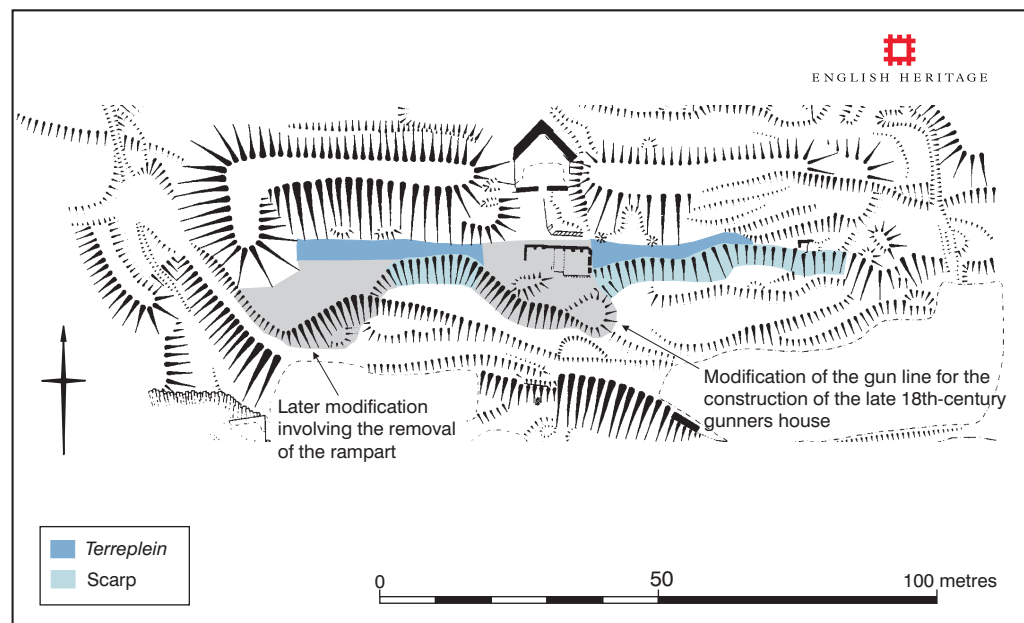 ENGLISH HERITAGE
Modification of the gun line for the
construction of the late 18th-century
gunners house
Later modification
involving the removal
of the rampart
Terreplein
Scarp
0
50
100 metres